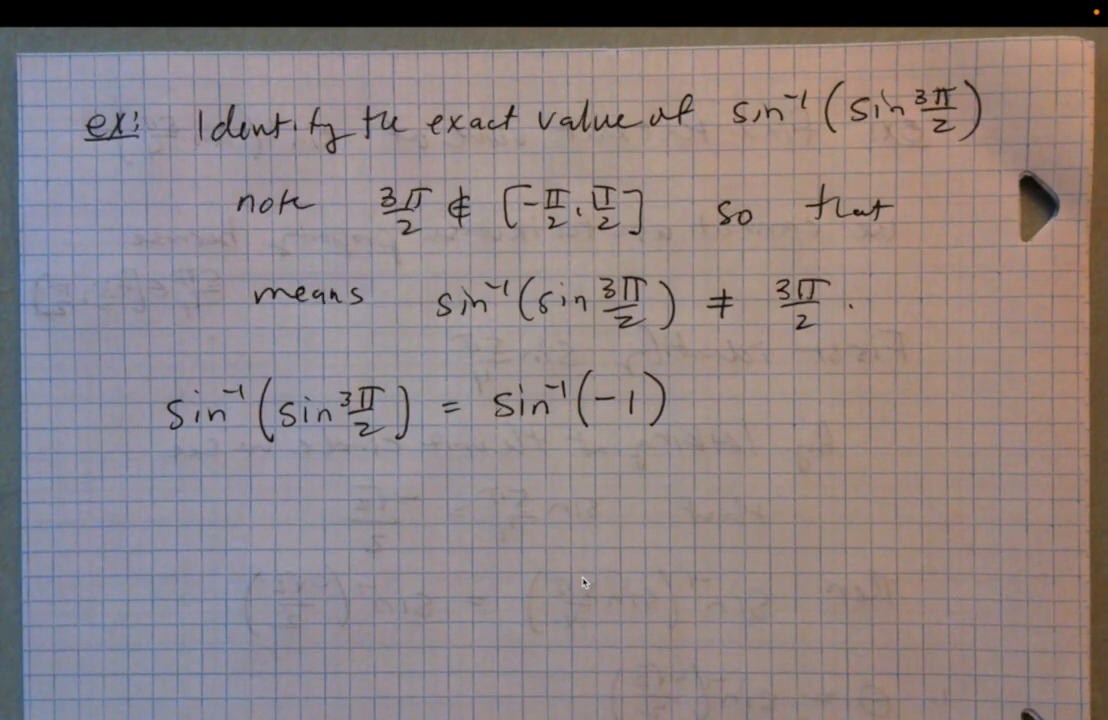 ex: Identify the exact value of sin⁻¹(sin 3π/2)
note 3π/2 ∉ [-π/2, π/2] so that
means sin⁻¹(sin 3π/2) ≠ 3π/2.
sin⁻¹(sin 3π/2) = sin⁻¹(-1)